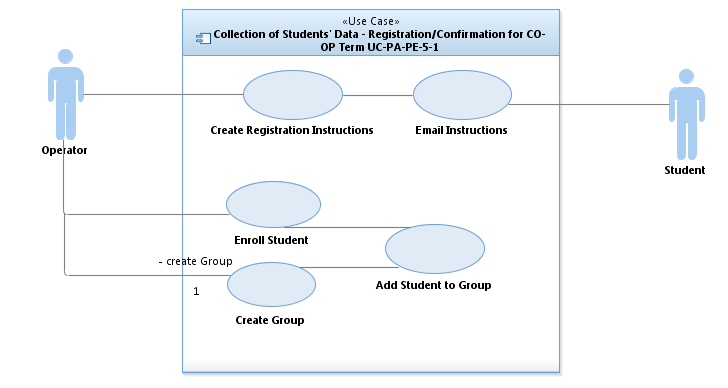 «Use Case»
Collection of Students' Data - Registration/Confirmation for CO-
OP Term UC-PA-PE-5-1
Create Registration Instructions
Email Instructions
Operator
Student
Enroll Student
- create Group
Add Student to Group
1
Create Group